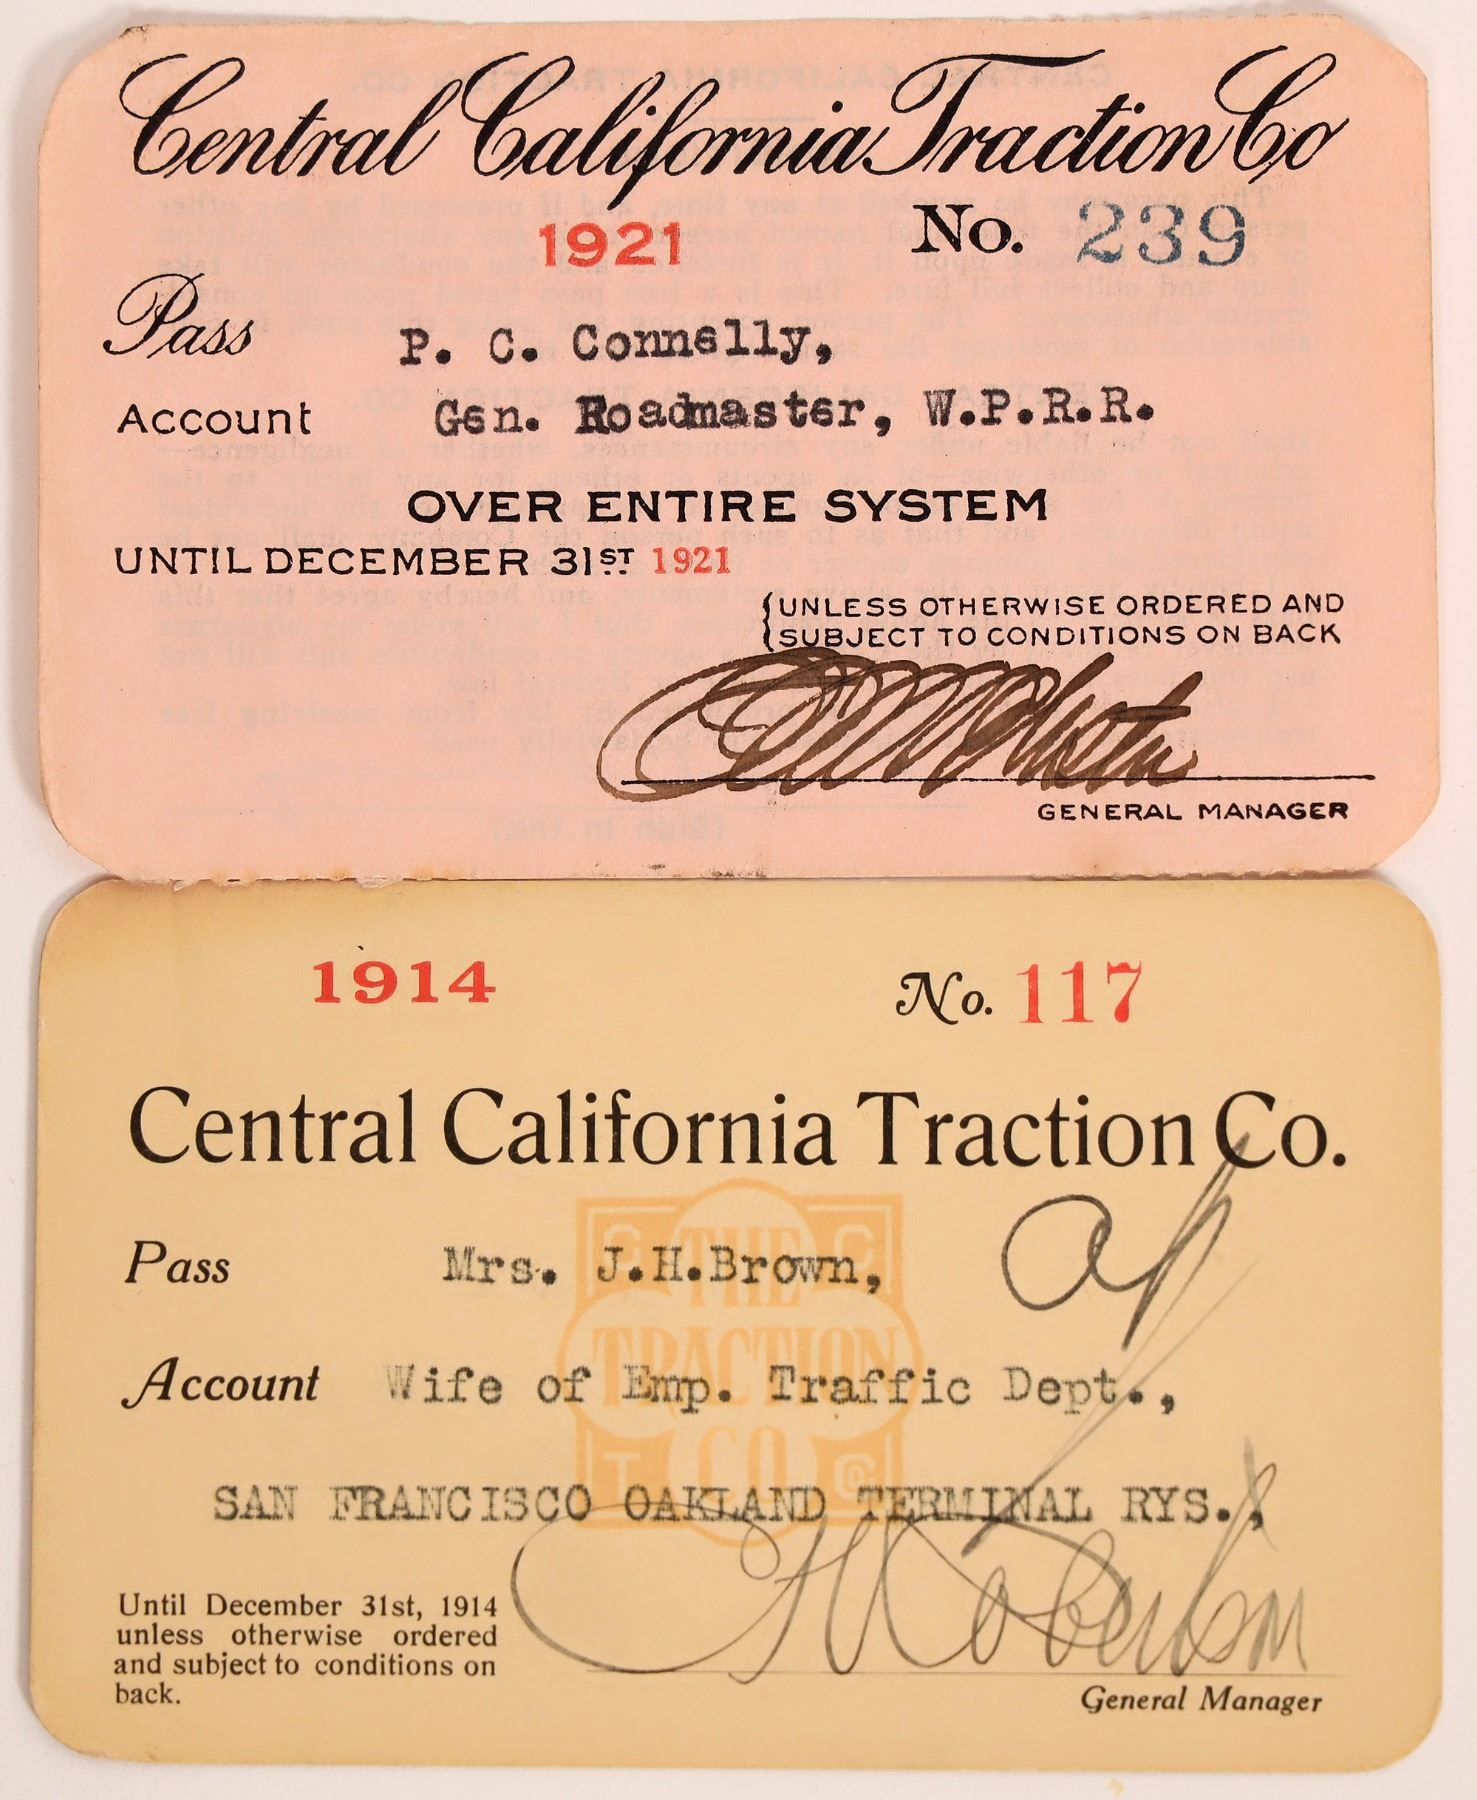 Central California Traction Co
1921 No. 239
Pass P. C. Connelly,
Account Gen. Roadmaster, W.P.R.R.
OVER ENTIRE SYSTEM
UNTIL DECEMBER 31ST 1921
{UNLESS OTHERWISE ORDERED AND
SUBJECT TO CONDITIONS ON BACK
GENERAL MANAGER
1914 No. 117
Central California Traction Co.
Pass Mrs. J.H.Brown,
Account Wife of Emp. Traffic Dept.,
SAN FRANCISCO OAKLAND TERMINAL RYS.,
C THE C
TRACTION
T CO C
Until December 31st, 1914
unless otherwise ordered
and subject to conditions on
back.
General Manager